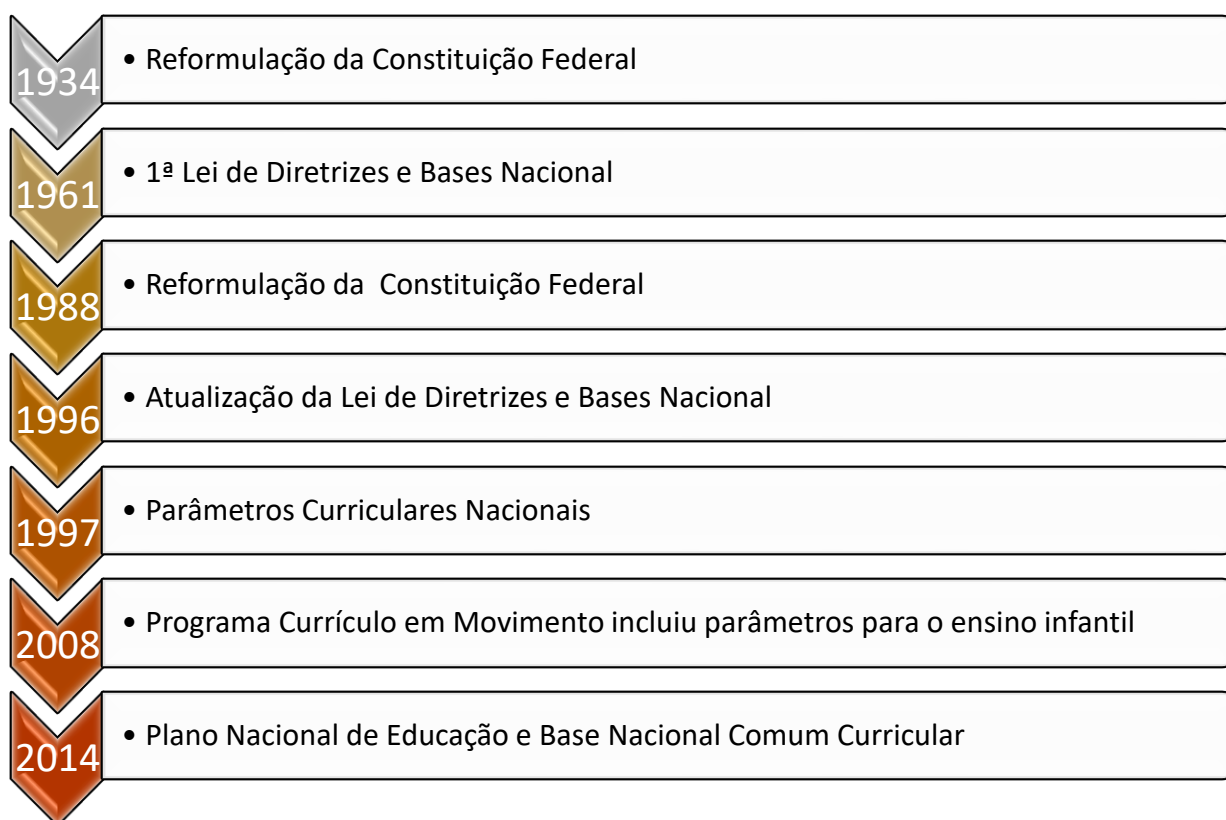 1934
• Reformulação da Constituição Federal
1961
• 1ª Lei de Diretrizes e Bases Nacional
1988
• Reformulação da  Constituição Federal
1996
• Atualização da Lei de Diretrizes e Bases Nacional
1997
• Parâmetros Curriculares Nacionais
2008
• Programa Currículo em Movimento incluiu parâmetros para o ensino infantil
2014
• Plano Nacional de Educação e Base Nacional Comum Curricular